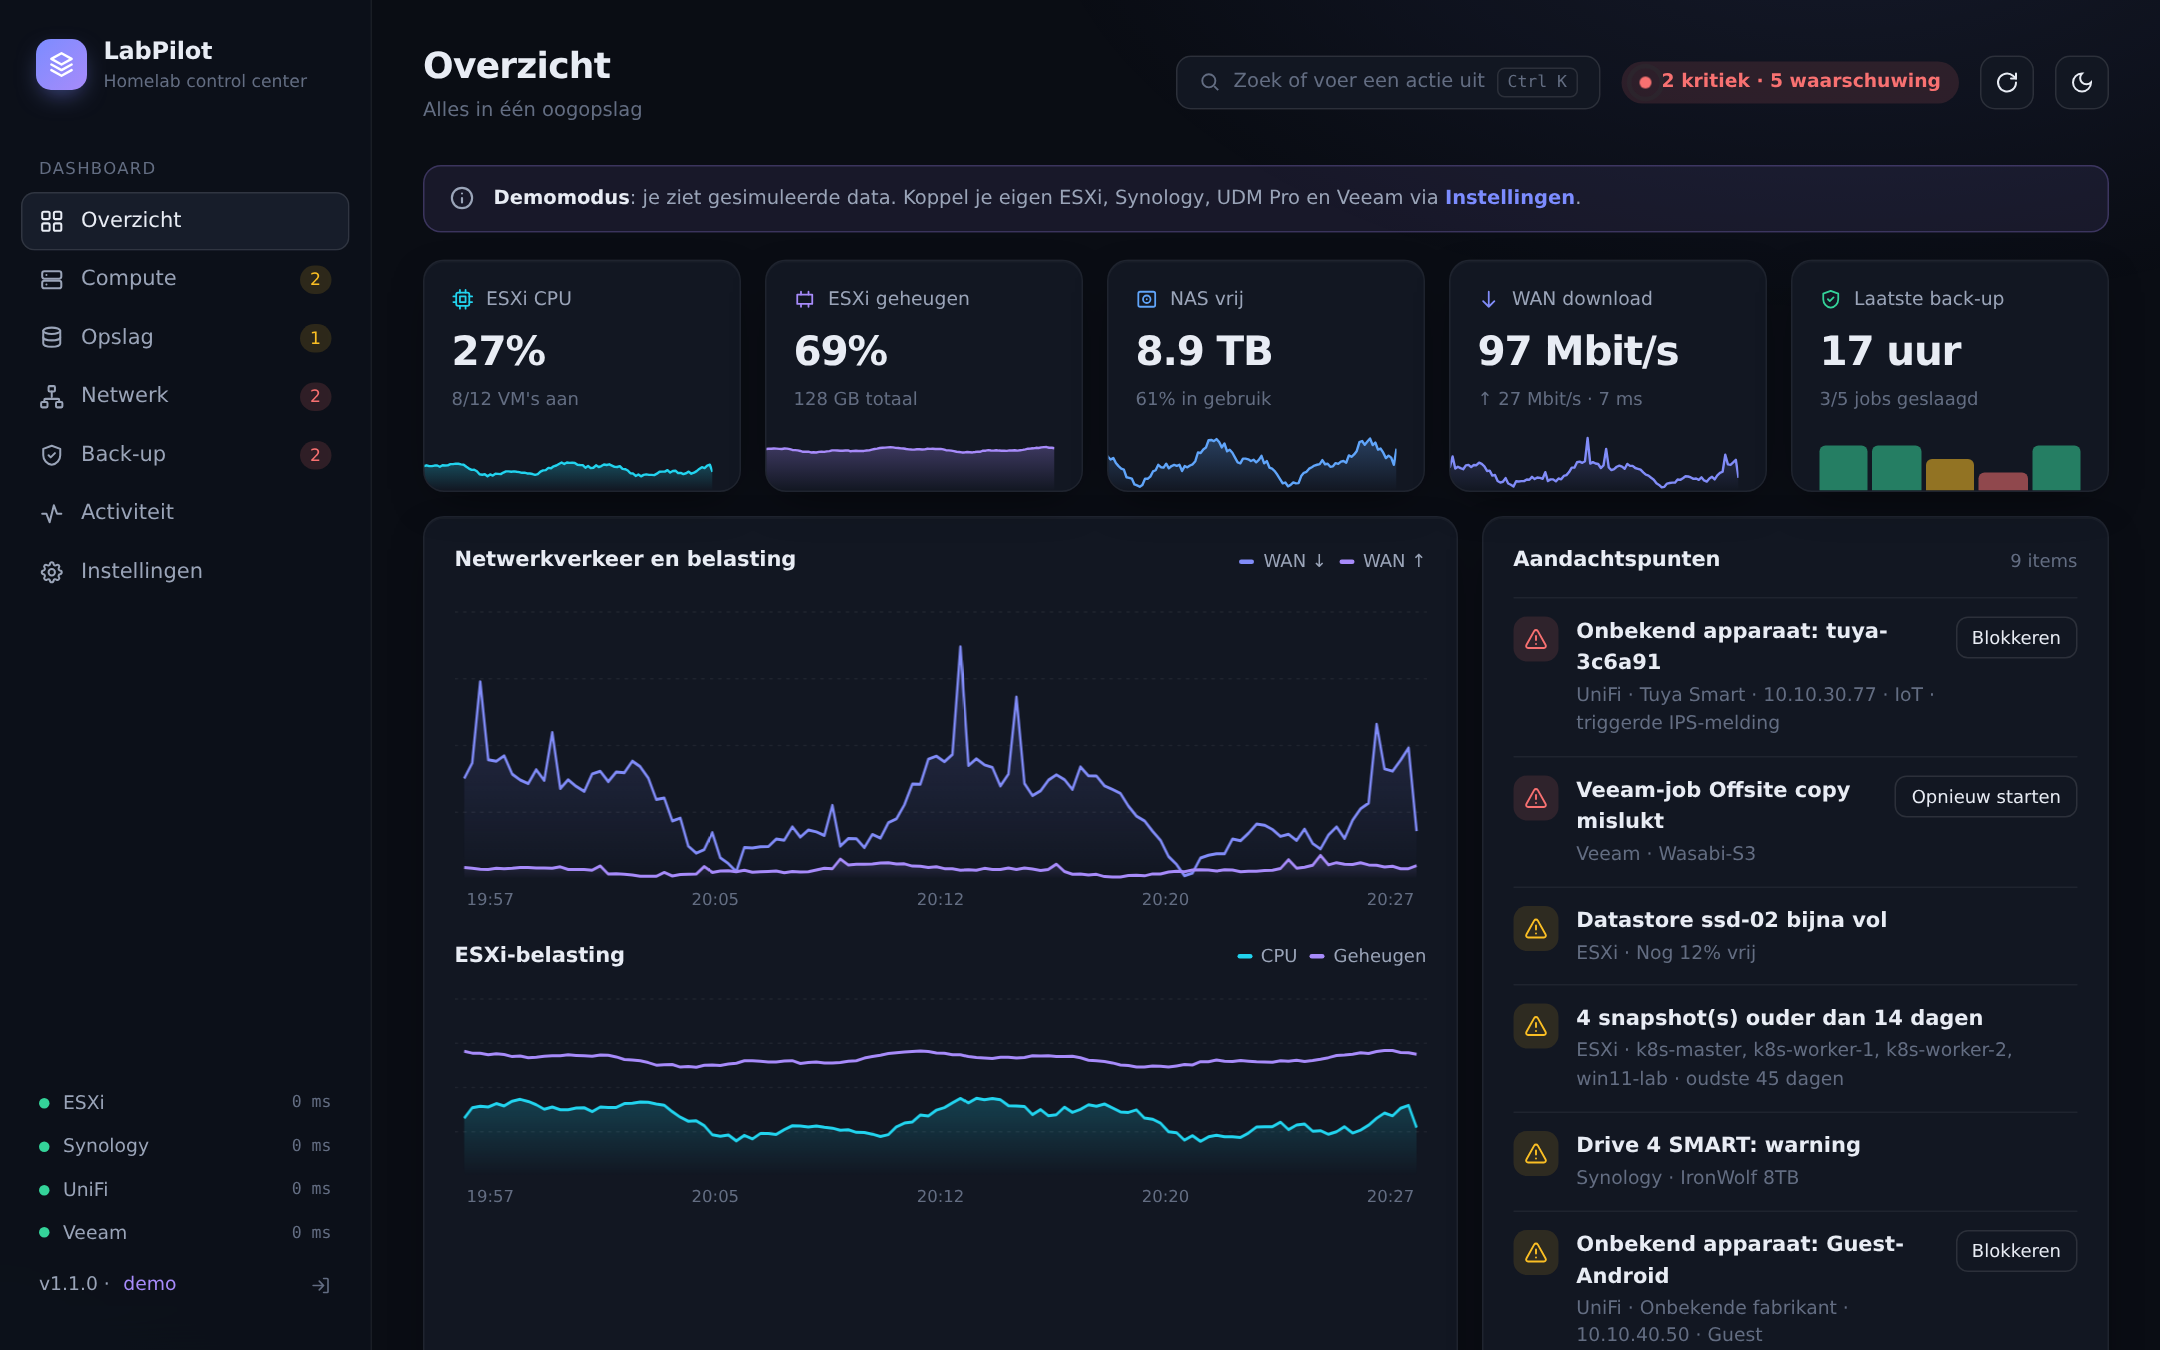 LabPilot
Homelab control center
DASHBOARD
Overzicht
Compute 2
Opslag 1
Netwerk 2
Back-up 2
Activiteit
Instellingen
ESXi 0 ms
Synology 0 ms
UniFi 0 ms
Veeam 0 ms
v1.1.0 · demo
Overzicht
Alles in één oogopslag
Zoek of voer een actie uit Ctrl K
2 kritiek · 5 waarschuwing
Demomodus: je ziet gesimuleerde data. Koppel je eigen ESXi, Synology, UDM Pro en Veeam via Instellingen.
ESXi CPU
27%
8/12 VM's aan
ESXi geheugen
69%
128 GB totaal
NAS vrij
8.9 TB
61% in gebruik
WAN download
97 Mbit/s
↑ 27 Mbit/s · 7 ms
Laatste back-up
17 uur
3/5 jobs geslaagd
Netwerkverkeer en belasting
WAN ↓ WAN ↑
19:57 20:05 20:12 20:20 20:27
ESXi-belasting
CPU Geheugen
19:57 20:05 20:12 20:20 20:27
Aandachtspunten
9 items
Onbekend apparaat: tuya-
3c6a91
UniFi · Tuya Smart · 10.10.30.77 · IoT ·
triggerde IPS-melding
Blokkeren
Veeam-job Offsite copy
mislukt
Veeam · Wasabi-S3
Opnieuw starten
Datastore ssd-02 bijna vol
ESXi · Nog 12% vrij
4 snapshot(s) ouder dan 14 dagen
ESXi · k8s-master, k8s-worker-1, k8s-worker-2,
win11-lab · oudste 45 dagen
Drive 4 SMART: warning
Synology · IronWolf 8TB
Onbekend apparaat: Guest-
Android
UniFi · Onbekende fabrikant ·
10.10.40.50 · Guest
Blokkeren